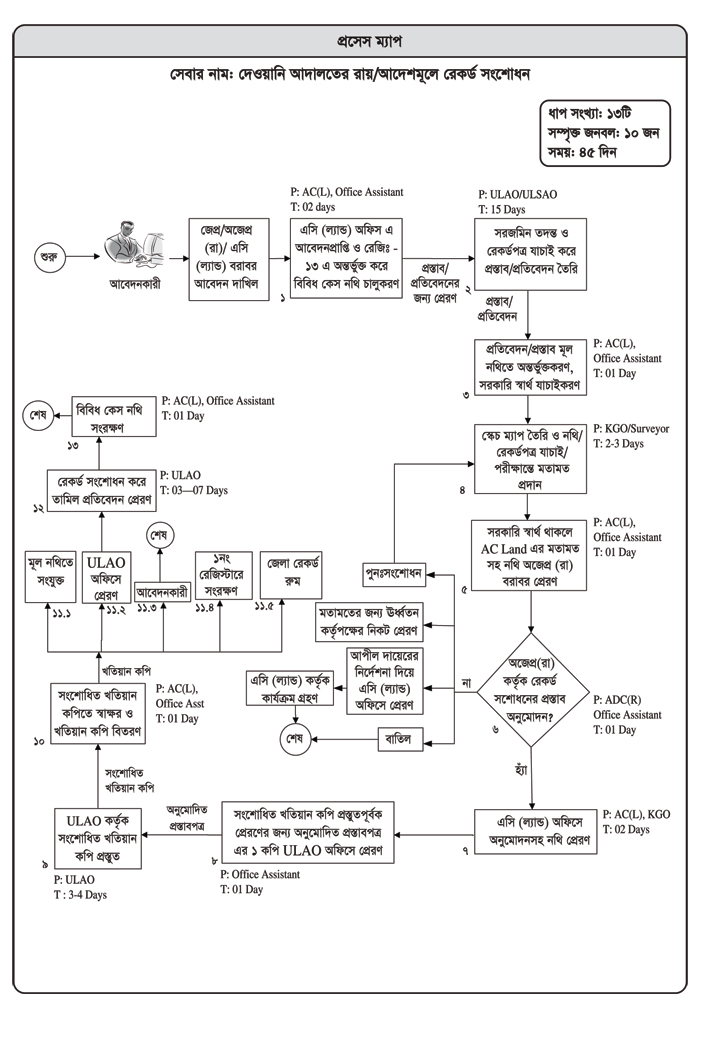 প্রসেস ম্যাপ
সেবার নাম: দেওয়ানি আদালতের রায়/আদেশমূলে রেকর্ড সংশোধন
ধাপ সংখ্যা: ১৩টি
সম্পৃক্ত জনবল: ১০ জন
সময়: ৪৫ দিন
শুরু
আবেদনকারী
জেপ্র/অজেপ্র
(রা)/ এসি
(ল্যান্ড) বরাবর
আবেদন দাখিল
P: AC(L), Office Assistant
T: 02 days
এসি (ল্যান্ড) অফিস এ
আবেদনপ্রাপ্তি ও রেজিঃ -
১৩ এ অন্তর্ভুক্ত করে
বিবিধ কেস নথি চালুকরণ
১
প্রস্তাব/
প্রতিবেদনের
জন্য প্রেরণ
P: ULAO/ULSAO
T: 15 Days
সরজমিন তদন্ত ও
রেকর্ডপত্র যাচাই করে
প্রস্তাব/প্রতিবেদন তৈরি
২
প্রস্তাব/
প্রতিবেদন
প্রতিবেদন/প্রস্তাব মূল
নথিতে অন্তর্ভুক্তকরণ,
সরকারি স্বার্থ যাচাইকরণ
৩
P: AC(L),
Office Assistant
T: 01 Day
স্কেচ ম্যাপ তৈরি ও নথি/
রেকর্ডপত্র যাচাই/
পরীক্ষান্তে মতামত
প্রদান
৪
P: KGO/Surveyor
T: 2-3 Days
সরকারি স্বার্থ থাকলে
AC Land এর মতামত
সহ নথি অজেপ্র (রা)
বরাবর প্রেরণ
৫
P: AC(L),
Office Assistant
T: 01 Day
অজেপ্র(রা)
কর্তৃক রেকর্ড
সশোধনের প্রস্তাব
অনুমোদন?
৬
P: ADC(R)
Office Assistant
T: 01 Day
না
পুনঃসংশোধন
মতামতের জন্য উর্ধ্বতন
কর্তৃপক্ষের নিকট প্রেরণ
আপীল দায়েরের
নির্দেশনা দিয়ে
এসি (ল্যান্ড)
অফিসে প্রেরণ
এসি (ল্যান্ড) কর্তৃক
কার্যক্রম গ্রহণ
বাতিল
শেষ
হ্যাঁ
এসি (ল্যান্ড) অফিসে
অনুমোদনসহ নথি প্রেরণ
৭
P: AC(L), KGO
T: 02 Days
সংশোধিত খতিয়ান কপি প্রস্তুতপূর্বক
প্রেরণের জন্য অনুমোদিত প্রস্তাবপত্র
এর ১ কপি ULAO অফিসে প্রেরণ
৮
P: Office Assistant
T: 01 Day
অনুমোদিত
প্রস্তাবপত্র
ULAO কর্তৃক
সংশোধিত খতিয়ান
কপি প্রস্তুত
৯
P: ULAO
T : 3-4 Days
সংশোধিত
খতিয়ান কপি
সংশোধিত খতিয়ান
কপিতে স্বাক্ষর ও
খতিয়ান কপি বিতরণ
১০
P: AC(L),
Office Asst
T: 01 Day
খতিয়ান কপি
মূল নথিতে
সংযুক্ত
১১.১
ULAO
অফিসে
প্রেরণ
১১.২
শেষ
আবেদনকারী
১১.৩
১নং
রেজিস্টারে
সংরক্ষণ
১১.৪
জেলা রেকর্ড
রুম
১১.৫
রেকর্ড সংশোধন করে
তামিল প্রতিবেদন প্রেরণ
১২
P: ULAO
T: 03—07 Days
বিবিধ কেস নথি
সংরক্ষণ
১৩
P: AC(L), Office Assistant
T: 01 Day
শেষ